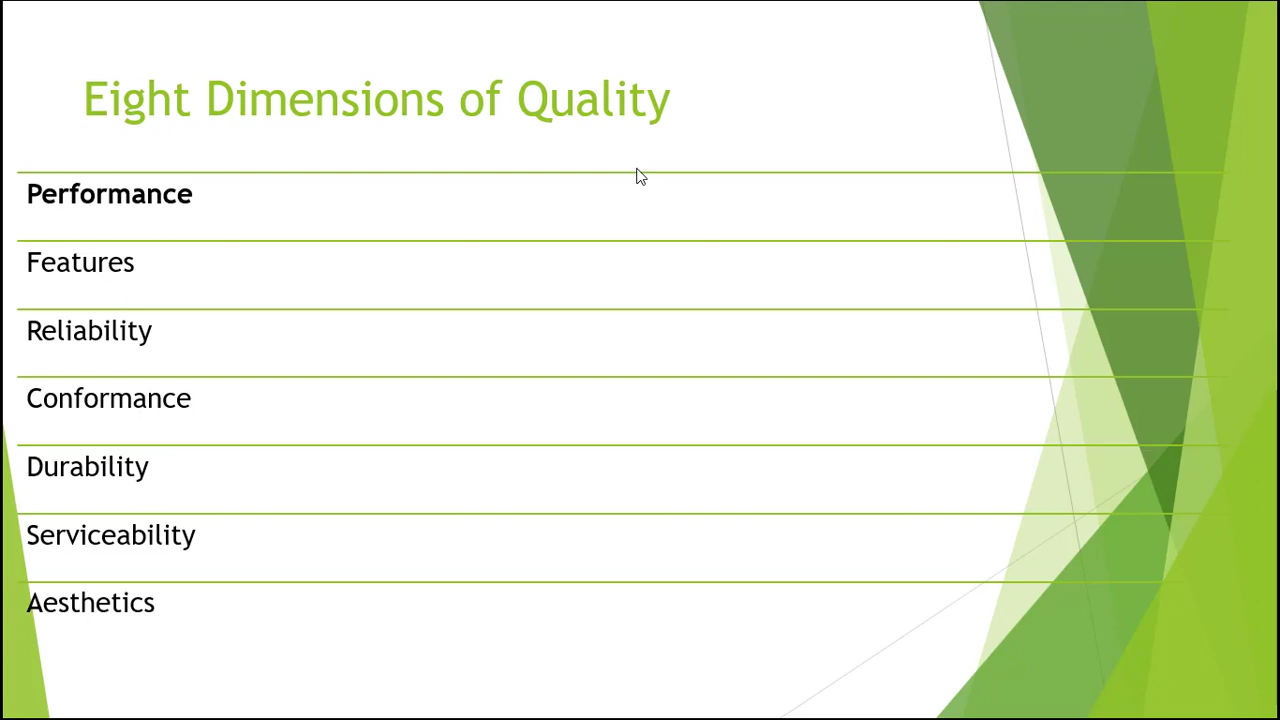 Eight Dimensions of Quality
Performance
Features
Reliability
Conformance
Durability
Serviceability
Aesthetics